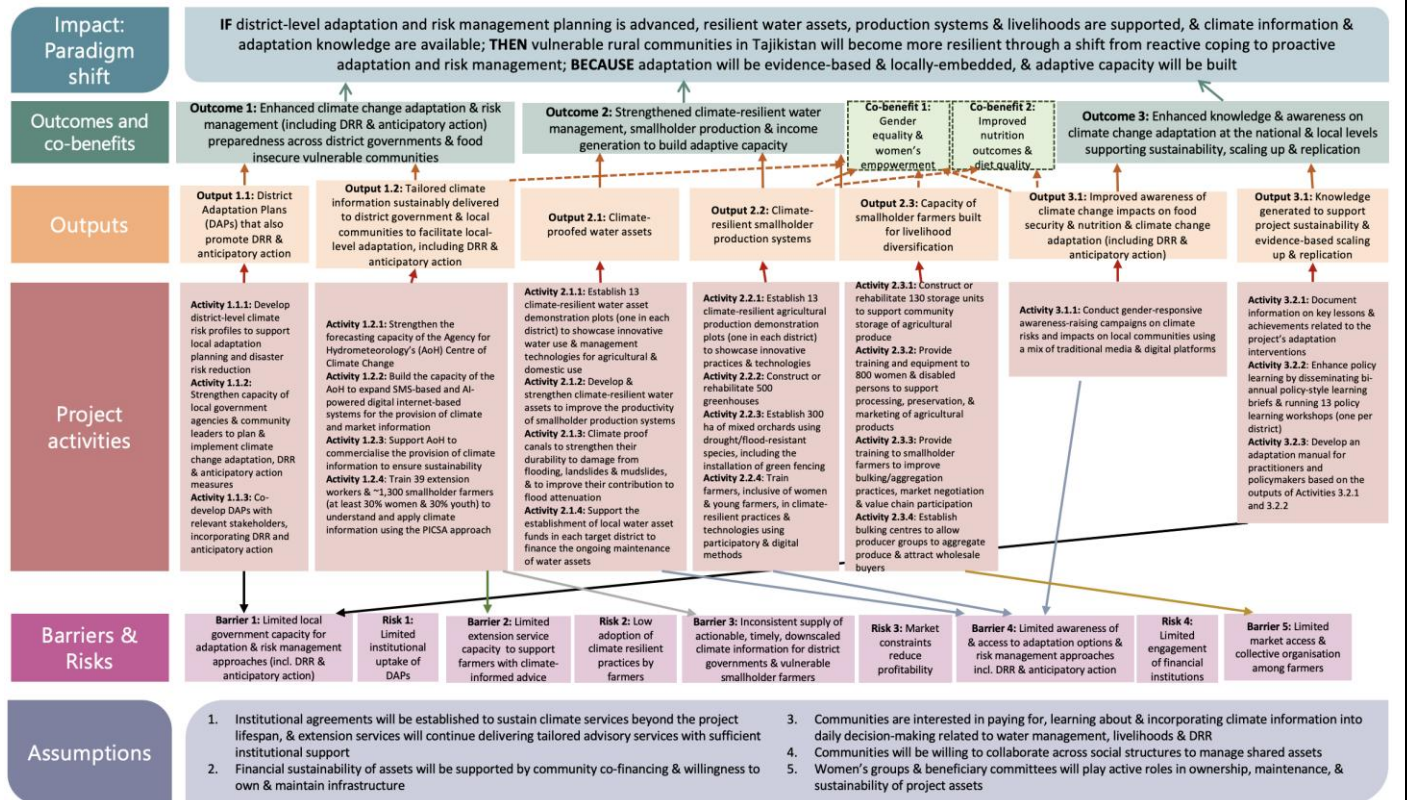 Impact:
Paradigm
shift
IF district-level adaptation and risk management planning is advanced, resilient water assets, production systems & livelihoods are supported, & climate information &
adaptation knowledge are available; THEN vulnerable rural communities in Tajikistan will become more resilient through a shift from reactive coping to proactive
adaptation and risk management; BECAUSE adaptation will be evidence-based & locally-embedded, & adaptive capacity will be built
Outcomes and
co-benefits
Outcome 1: Enhanced climate change adaptation & risk
management (including DRR & anticipatory action)
preparedness across district governments & food
insecure vulnerable communities
Outcome 2: Strengthened climate-resilient water
management, smallholder production & income
generation to build adaptive capacity
Co-benefit 1:
Gender
equality &
women's
empowerment
Co-benefit 2:
Improved
nutrition
outcomes &
diet quality
Outcome 3: Enhanced knowledge & awareness on
climate change adaptation at the national & local levels
supporting sustainability, scaling up & replication
Outputs
Output 1.1: District
Adaptation Plans
(DAPs) that also
promote DRR &
anticipatory action
Output 1.2: Tailored climate
information sustainably delivered
to district government & local
communities to facilitate local-
level adaptation, including DRR &
anticipatory action
Output 2.1: Climate-
proofed water assets
Output 2.2: Climate-
resilient smallholder
production systems
Output 2.3: Capacity of
smallholder farmers built
for livelihood
diversification
Output 3.1: Improved awareness of
climate change impacts on food
security & nutrition & climate change
adaptation (including DRR &
anticipatory action)
Output 3.1: Knowledge
generated to support
project sustainability &
evidence-based scaling
up & replication
Project
activities
Activity 1.1.1: Develop
district-level climate
risk profiles to support
local adaptation
planning and disaster
risk reduction
Activity 1.1.2:
Strengthen capacity of
local government
agencies & community
leaders to plan &
implement climate
change adaptation, DRR
& anticipatory action
measures
Activity 1.1.3: Co-
develop DAPs with
relevant stakeholders,
incorporating DRR and
anticipatory action
Activity 1.2.1: Strengthen the
forecasting capacity of the Agency for
Hydrometeorology's (AoH) Centre of
Climate Change
Activity 1.2.2: Build the capacity of the
AoH to expand SMS-based and AI-
powered digital internet-based
systems for the provision of climate
and market information
Activity 1.2.3: Support AoH to
commercialise the provision of climate
information to ensure sustainability
Activity 1.2.4: Train 39 extension
workers & ~1,300 smallholder farmers
(at least 30% women & 30% youth) to
understand and apply climate
information using the PICSA approach
Activity 2.1.1: Establish 13
climate-resilient water asset
demonstration plots (one in each
district) to showcase innovative
water use & management
technologies for agricultural &
domestic use
Activity 2.1.2: Develop &
strengthen climate-resilient water
assets to improve the productivity
of smallholder production systems
Activity 2.1.3: Climate proof
canals to strengthen their
durability to damage from
flooding, landslides & mudslides,
& to improve their contribution to
flood attenuation
Activity 2.1.4: Support the
establishment of local water asset
funds in each target district to
finance the ongoing maintenance
of water assets
Activity 2.2.1: Establish 13
climate-resilient agricultural
production demonstration
plots (one in each district)
to showcase innovative
practices & technologies
Activity 2.2.2: Construct or
rehabilitate 500
greenhouses
Activity 2.2.3: Establish 300
ha of mixed orchards using
drought/flood-resistant
species, including the
installation of green fencing
Activity 2.2.4: Train
farmers, inclusive of women
& young farmers, in climate-
resilient practices &
technologies using
participatory & digital
methods
Activity 2.3.1: Construct or
rehabilitate 130 storage units
to support community
storage of agricultural
produce
Activity 2.3.2: Provide
training and equipment to
800 women & disabled
persons to support
processing, preservation, &
marketing of agricultural
products
Activity 2.3.3: Provide
training to smallholder
farmers to improve
bulking/aggregation
practices, market negotiation
& value chain participation
Activity 2.3.4: Establish
bulking centres to allow
producer groups to aggregate
produce & attract wholesale
buyers
Activity 3.1.1: Conduct gender-responsive
awareness-raising campaigns on climate
risks and impacts on local communities using
a mix of traditional media & digital platforms
Activity 3.2.1: Document
information on key lessons &
achievements related to the
project's adaptation
interventions
Activity 3.2.2: Enhance policy
learning by disseminating bi-
annual policy-style learning
briefs & running 13 policy
learning workshops (one per
district)
Activity 3.2.3: Develop an
adaptation manual for
practitioners and
policymakers based on the
outputs of Activities 3.2.1
and 3.2.2
Barriers &
Risks
Barrier 1: Limited local
government capacity for
adaptation & risk management
approaches (incl. DRR &
anticipatory action)
Risk 1:
Limited
institutional
uptake of
DAPs
Barrier 2: Limited
extension service
capacity to support
farmers with climate-
informed advice
Risk 2: Low
adoption of
climate resilient
practices by
farmers
Barrier 3: Inconsistent supply of
actionable, timely, downscaled
climate information for district
governments & vulnerable
smallholder farmers
Risk 3: Market
constraints
reduce
profitability
Barrier 4: Limited awareness of
& access to adaptation options &
risk management approaches
incl. DRR & anticipatory action
Risk 4:
Limited
engagement
of financial
institutions
Barrier 5: Limited
market access &
collective organisation
among farmers
Assumptions
1. Institutional agreements will be established to sustain climate services beyond the project
lifespan, & extension services will continue delivering tailored advisory services with sufficient
institutional support
2. Financial sustainability of assets will be supported by community co-financing & willingness to
own & maintain infrastructure
3. Communities are interested in paying for, learning about & incorporating climate information into
daily decision-making related to water management, livelihoods & DRR
4. Communities will be willing to collaborate across social structures to manage shared assets
5. Women's groups & beneficiary committees will play active roles in ownership, maintenance, &
sustainability of project assets